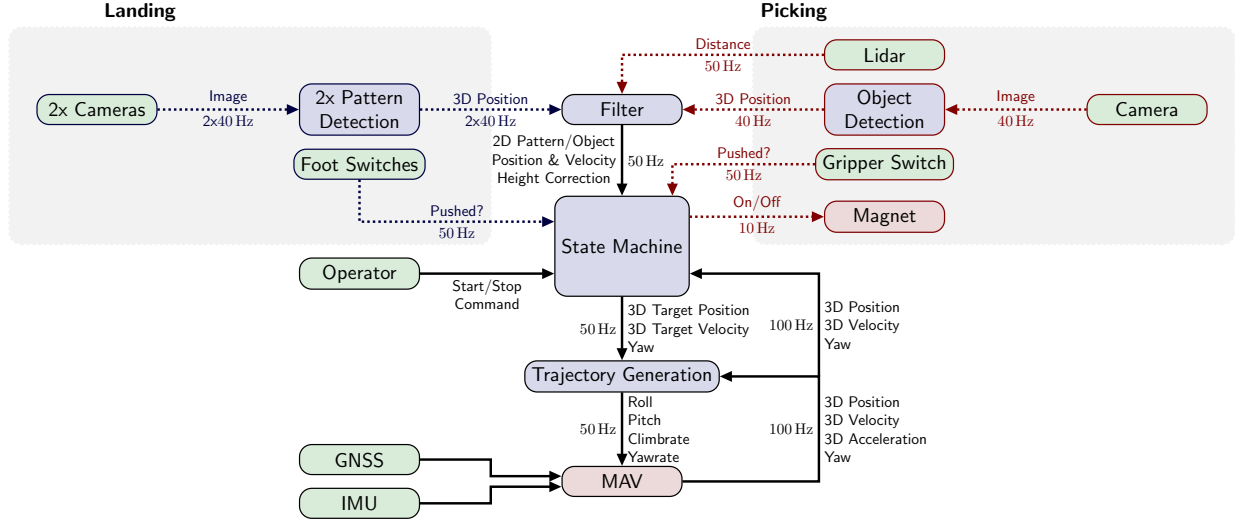 Landing
Picking
Distance
50 Hz
Lidar
2x Cameras
Image
2x40 Hz
2x Pattern
Detection
3D Position
2x40 Hz
Filter
3D Position
40 Hz
Object
Detection
Image
40 Hz
Camera
2D Pattern/Object
Position & Velocity
Height Correction
50 Hz
Foot Switches
Pushed?
50 Hz
Gripper Switch
Pushed?
50 Hz
On/Off
10 Hz
Magnet
State Machine
Operator
Start/Stop
Command
50 Hz
3D Target Position
3D Target Velocity
Yaw
100 Hz
3D Position
3D Velocity
Yaw
Trajectory Generation
50 Hz
Roll
Pitch
Climbrate
Yawrate
100 Hz
3D Position
3D Velocity
3D Acceleration
Yaw
GNSS
IMU
MAV